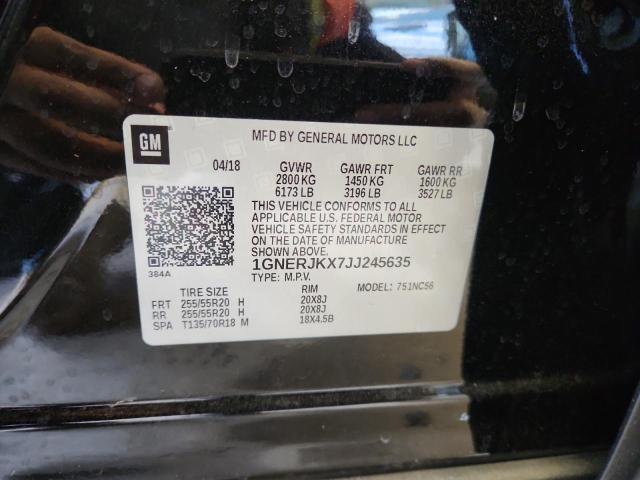 GM
MFD BY GENERAL MOTORS LLC
04/18 GVWR GAWR FRT GAWR RR
2800 KG 1450 KG 1600 KG
6173 LB 3196 LB 3527 LB
THIS VEHICLE CONFORMS TO ALL
APPLICABLE U.S. FEDERAL MOTOR
VEHICLE SAFETY STANDARDS IN EFFECT
ON THE DATE OF MANUFACTURE
SHOWN ABOVE.
384A
1GNERJKX7JJ245635
TYPE: M.P.V. MODEL: 751NC56
TIRE SIZE RIM
FRT 255/55R20 H 20X8J
RR 255/55R20 H 20X8J
SPA T135/70R18 M 18X4.5B